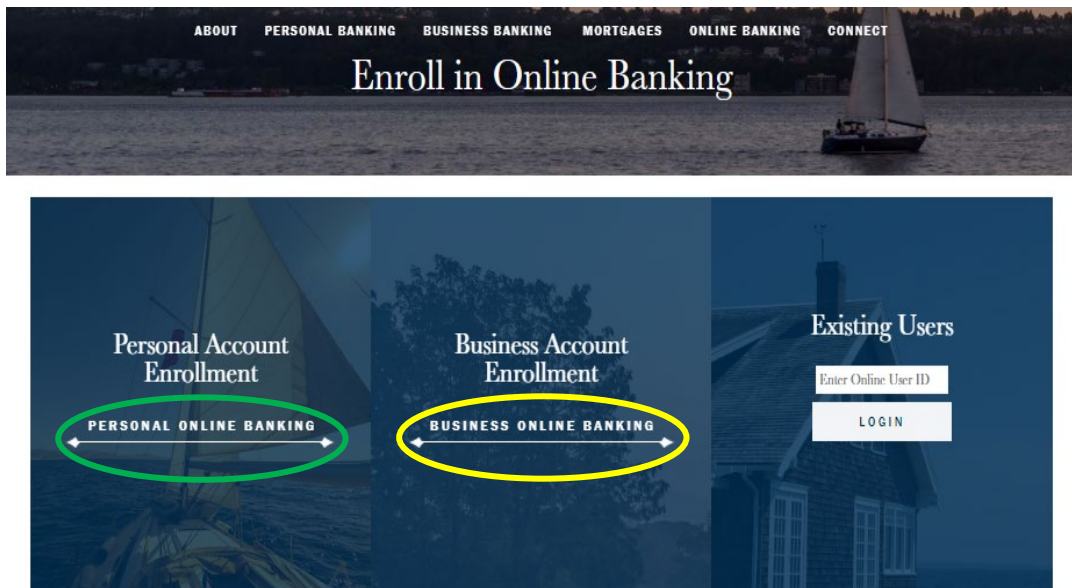 ABOUT PERSONAL BANKING BUSINESS BANKING MORTGAGES ONLINE BANKING CONNECT
Enroll in Online Banking
Personal Account
Enrollment
PERSONAL ONLINE BANKING
Business Account
Enrollment
BUSINESS ONLINE BANKING
Existing Users
Enter Online User ID
LOGIN